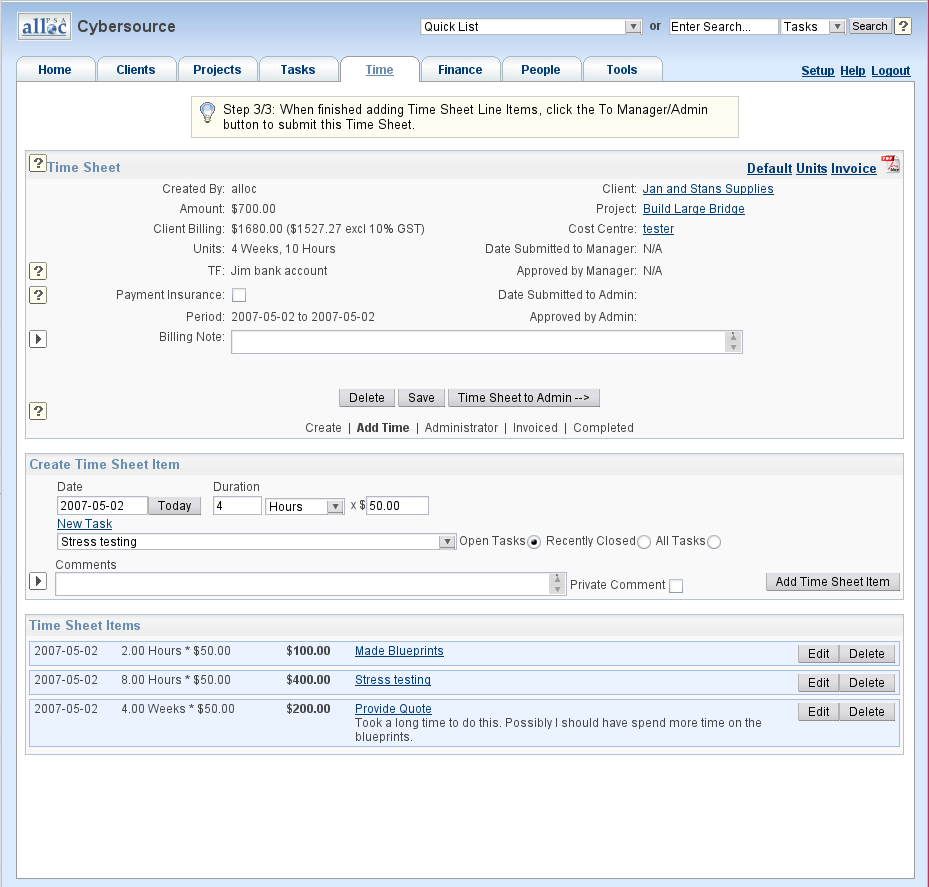 alloc PSA Cybersource Quick List or Enter Search... Tasks Search ?
Home Clients Projects Tasks Time Finance People Tools Setup Help Logout
Step 3/3: When finished adding Time Sheet Line Items, click the To Manager/Admin
button to submit this Time Sheet.
? Time Sheet Default Units Invoice
Created By: alloc Client: Jan and Stans Supplies
Amount: $700.00 Project: Build Large Bridge
Client Billing: $1680.00 ($1527.27 excl 10% GST) Cost Centre: tester
Units: 4 Weeks, 10 Hours Date Submitted to Manager: N/A
? TF: Jim bank account Approved by Manager: N/A
? Payment Insurance: Date Submitted to Admin:
Period: 2007-05-02 to 2007-05-02 Approved by Admin:
Billing Note:
Delete Save Time Sheet to Admin -->
?
Create | Add Time | Administrator | Invoiced | Completed
Create Time Sheet Item
Date Duration
2007-05-02 Today 4 Hours x $ 50.00
New Task
Stress testing Open Tasks Recently Closed All Tasks
Comments
Private Comment Add Time Sheet Item
Time Sheet Items
2007-05-02 2.00 Hours * $50.00 $100.00 Made Blueprints Edit Delete
2007-05-02 8.00 Hours * $50.00 $400.00 Stress testing Edit Delete
2007-05-02 4.00 Weeks * $50.00 $200.00 Provide Quote Edit Delete
Took a long time to do this. Possibly I should have spend more time on the
blueprints.